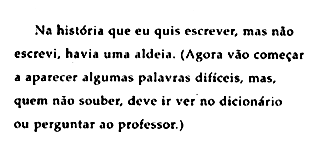 Na história que eu quis escrever, mas não
escrevi, havia uma aldeia. (Agora vão começar
a aparecer algumas palavras difíceis, mas,
quem não souber, deve ir ver no dicionário
ou perguntar ao professor.)